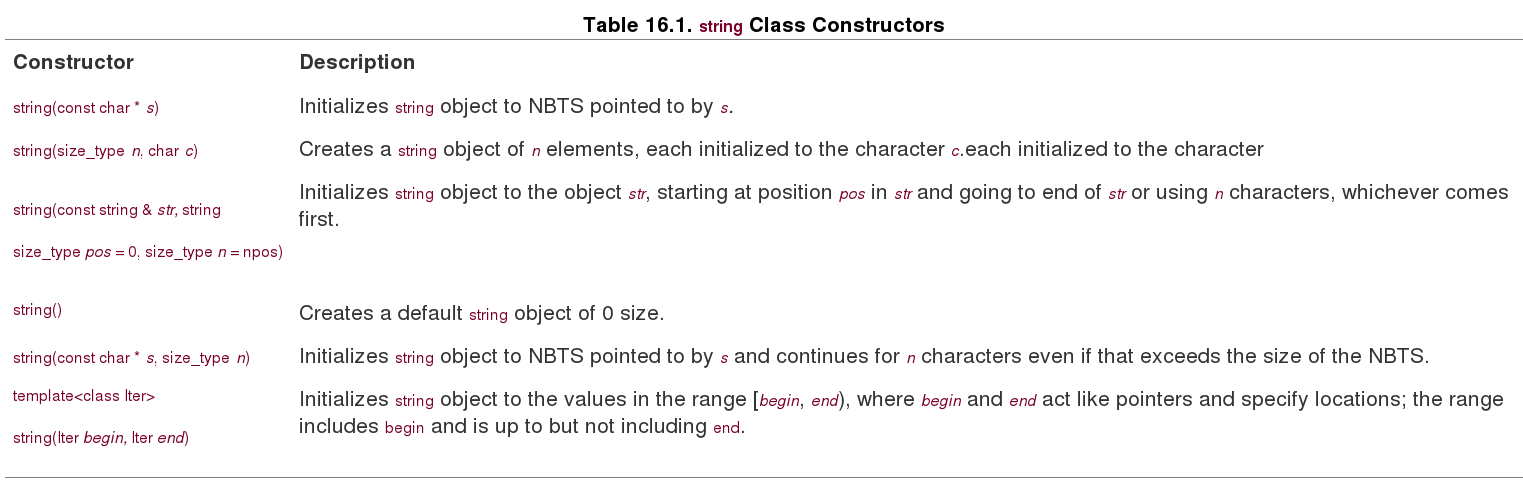 Table 16.1. string Class Constructors
Constructor Description
string(const char * s) Initializes string object to NBTS pointed to by s.
string(size_type n, char c) Creates a string object of n elements, each initialized to the character c.each initialized to the character
string(const string & str, string
size_type pos = 0, size_type n = npos)
Initializes string object to the object str, starting at position pos in str and going to end of str or using n characters, whichever comes
first.
string() Creates a default string object of 0 size.
string(const char * s, size_type n) Initializes string object to NBTS pointed to by s and continues for n characters even if that exceeds the size of the NBTS.
template<class Iter>
string(Iter begin, Iter end)
Initializes string object to the values in the range [begin, end), where begin and end act like pointers and specify locations; the range
includes begin and is up to but not including end.